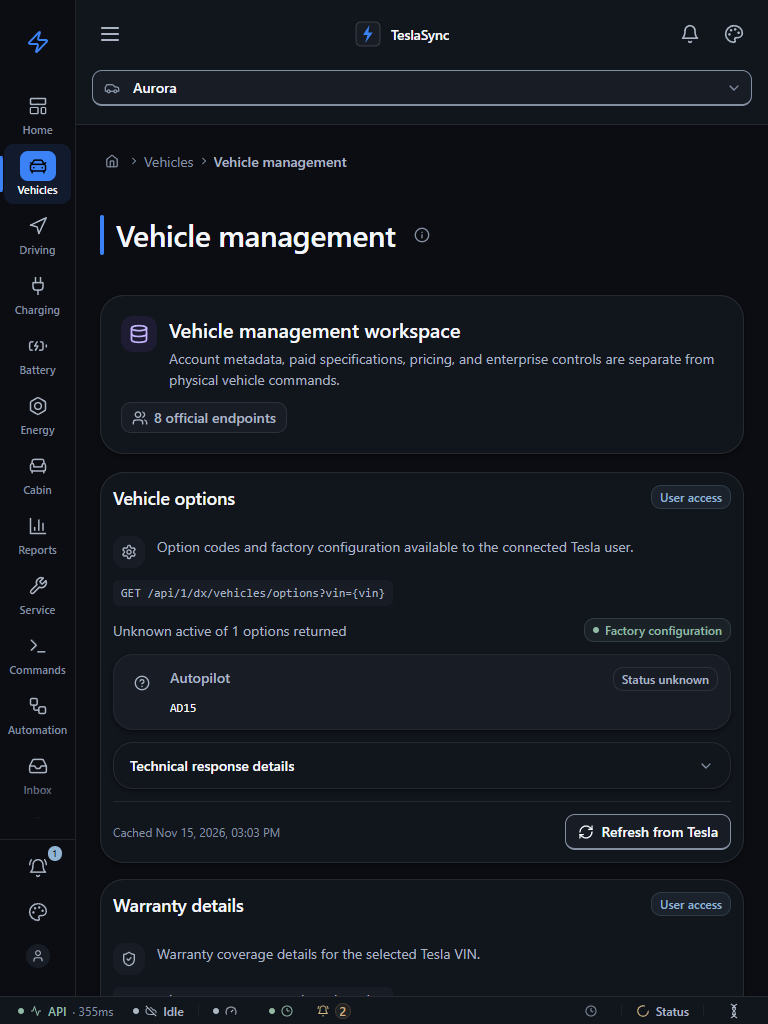 TeslaSync
Aurora
Home
Vehicles
Driving
Charging
Battery
Energy
Cabin
Reports
Service
Commands
Automation
Inbox
1
Vehicles
Vehicle management
Vehicle management
Vehicle management workspace
Account metadata, paid specifications, pricing, and enterprise controls are separate from
physical vehicle commands.
8 official endpoints
Vehicle options
User access
Option codes and factory configuration available to the connected Tesla user.
GET /api/1/dx/vehicles/options?vin={vin}
Unknown active of 1 options returned
Factory configuration
Autopilot
Status unknown
AD15
Technical response details
Cached Nov 15, 2026, 03:03 PM
Refresh from Tesla
Warranty details
User access
Warranty coverage details for the selected Tesla VIN.
API · 355ms
Idle
2
Status